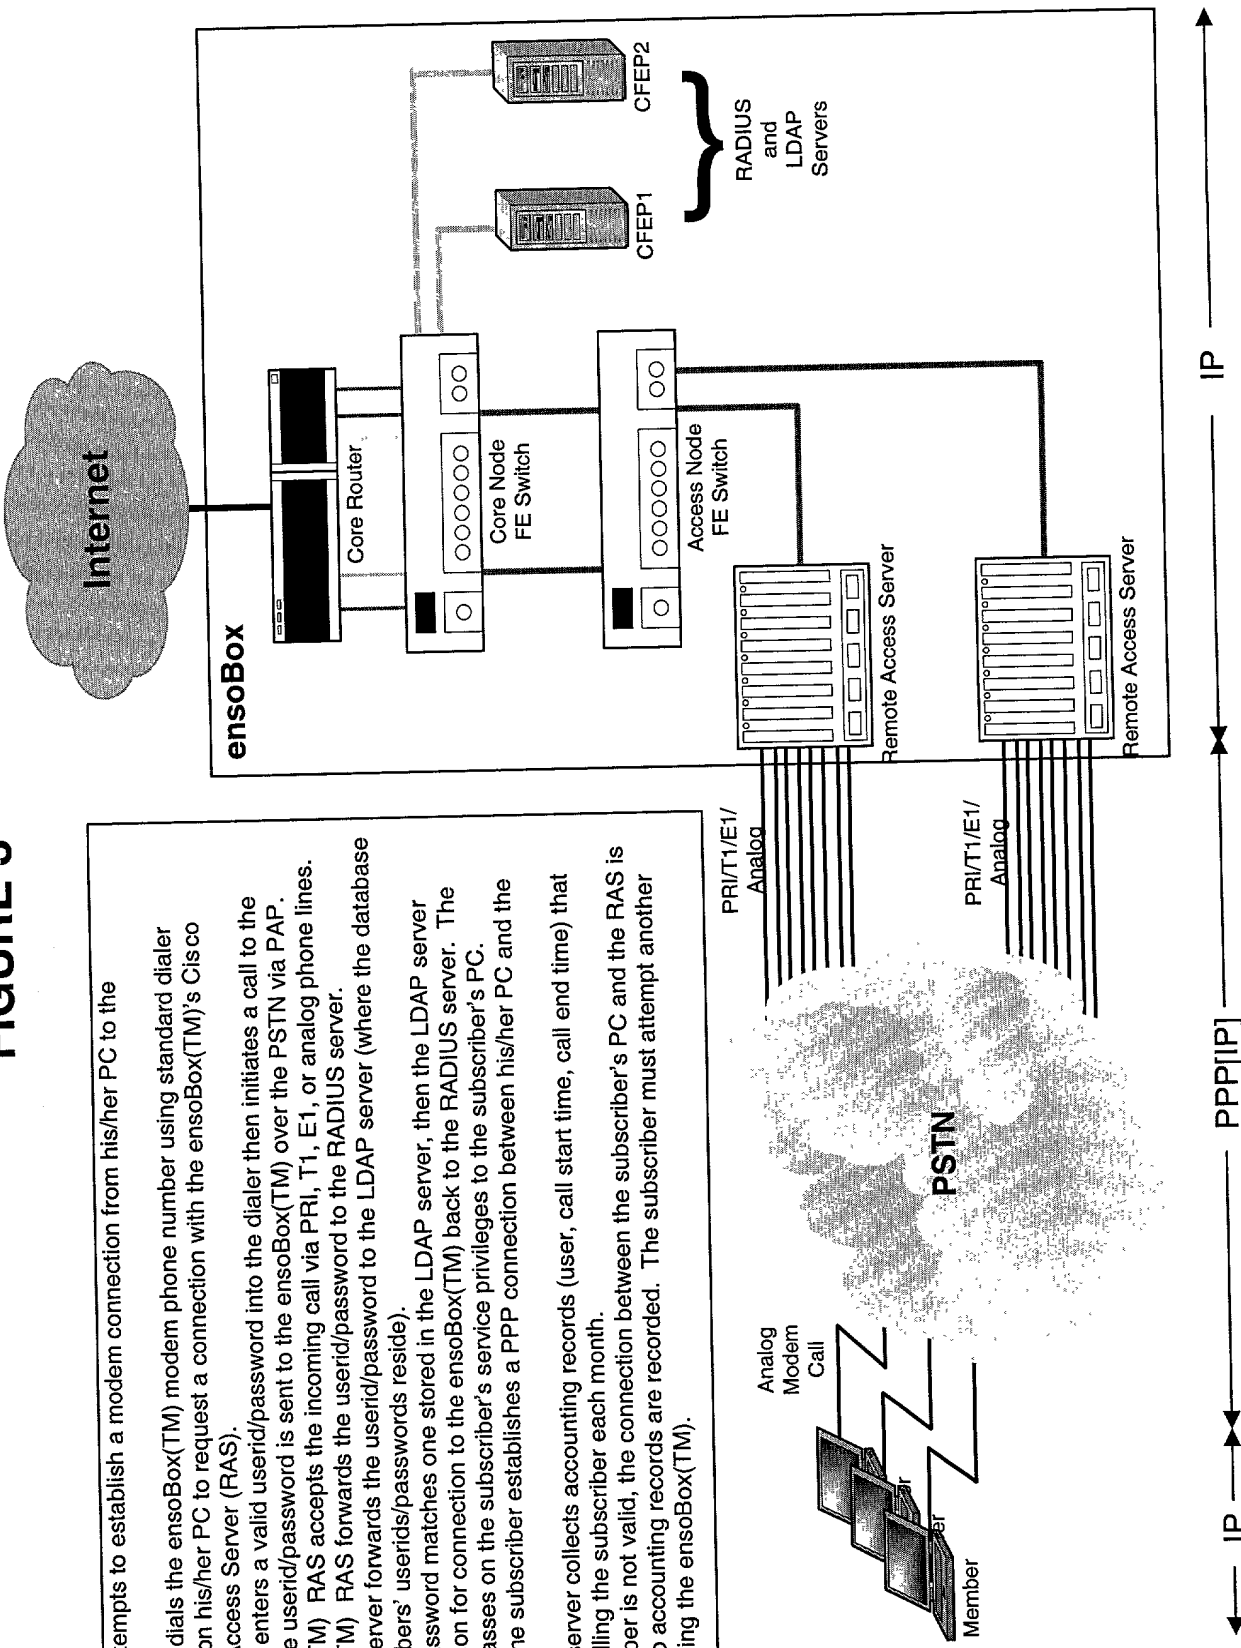 FIGURE
tempts to establish a modem connection from his/her PC to the
dials the ensoBox(TM) modem phone number using standard dialer
on his/her PC to request a connection with the ensoBox(TM)'s Cisco
ccess Server (RAS).
enters a valid userid/password into the dialer then initiates a call to the
e userid/password is sent to the ensoBox(TM) over the PSTN via PAP.
TM) RAS accepts the incoming call via PRI, T1, E1, or analog phone lines.
TM) RAS forwards the userid/password to the RADIUS server.
erver forwards the userid/password to the LDAP server (where the database
bers' userids/passwords reside).
ssword matches one stored in the LDAP server, then the LDAP server
on for connection to the ensoBox(TM) back to the RADIUS server. The
asses on the subscriber's service privileges to the subscriber's PC.
he subscriber establishes a PPP connection between his/her PC and the
server collects accounting records (user, call start time, call end time) that
lling the subscriber each month.
ber is not valid, the connection between the subscriber's PC and the RAS is
o accounting records are recorded. The subscriber must attempt another
ing the ensoBox(TM).
Internet
ensoBox
Core Router
Core Node
FE Switch
Access Node
FE Switch
CFEP1
CFEP2
RADIUS
and
LDAP
Servers
Remote Access Server
Remote Access Server
PRI/T1/E1/
Analog
PRI/T1/E1/
Analog
PSTN
Analog
Modem
Call
Member
IP
PPP[IP]
IP